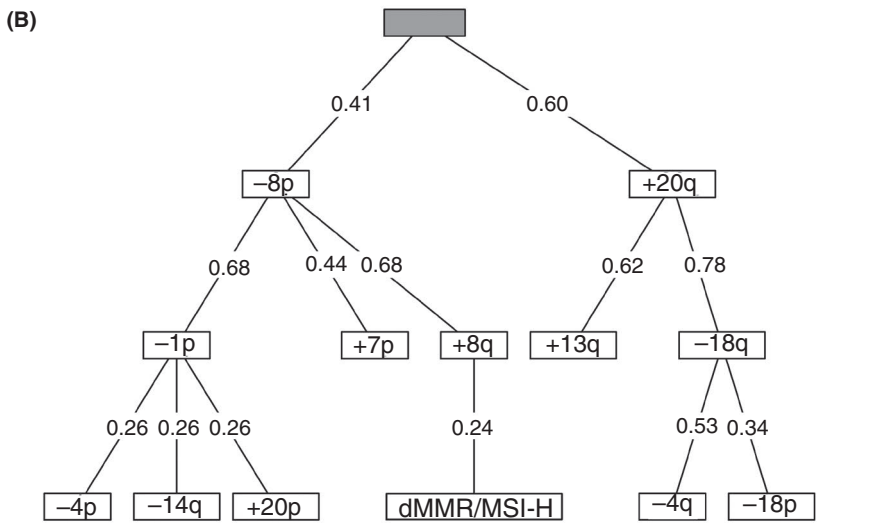 (B)
0.41 0.60
–8p +20q
0.68 0.44 0.68 0.62 0.78
–1p +7p +8q +13q –18q
0.26 0.26 0.26 0.24 0.53 0.34
–4p –14q +20p dMMR/MSI-H –4q –18p